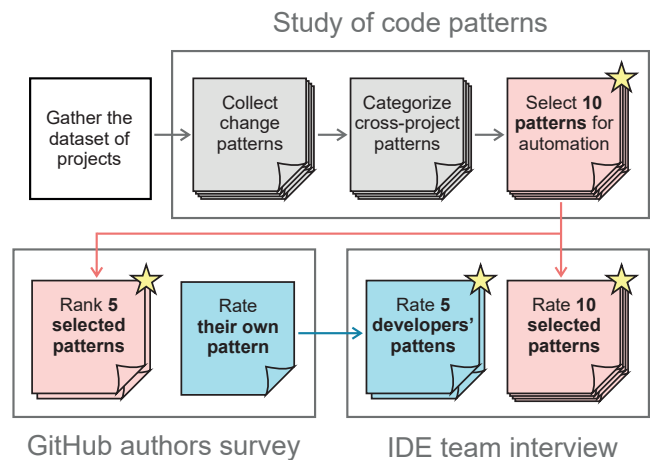 Study of code patterns
Gather the
dataset of
projects
Collect
change
patterns
Categorize
cross-project
patterns
Select 10
patterns for
automation
Rank 5
selected
patterns
Rate
their own
pattern
Rate 5
developers'
pattens
Rate 10
selected
patterns
GitHub authors survey
IDE team interview